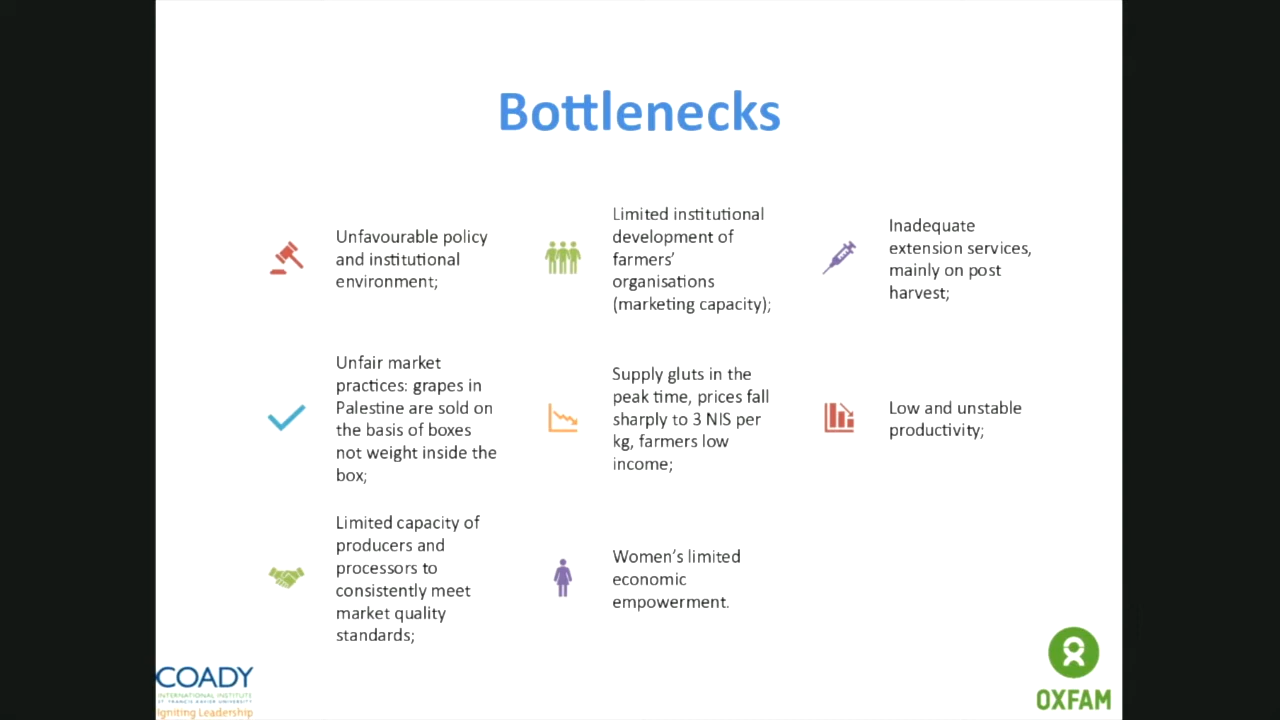 Bottlenecks
Unfavourable policy
and institutional
environment;
Limited institutional
development of
farmers’
organisations
(marketing capacity);
Inadequate
extension services,
mainly on post
harvest;
Unfair market
practices: grapes in
Palestine are sold on
the basis of boxes
not weight inside the
box;
Supply gluts in the
peak time, prices fall
sharply to 3 NIS per
kg, farmers low
income;
Low and unstable
productivity;
Limited capacity of
producers and
processors to
consistently meet
market quality
standards;
Women’s limited
economic
empowerment.
COADY
INTERNATIONAL INSTITUTE
ST. FRANCIS XAVIER UNIVERSITY
Igniting Leadership
OXFAM